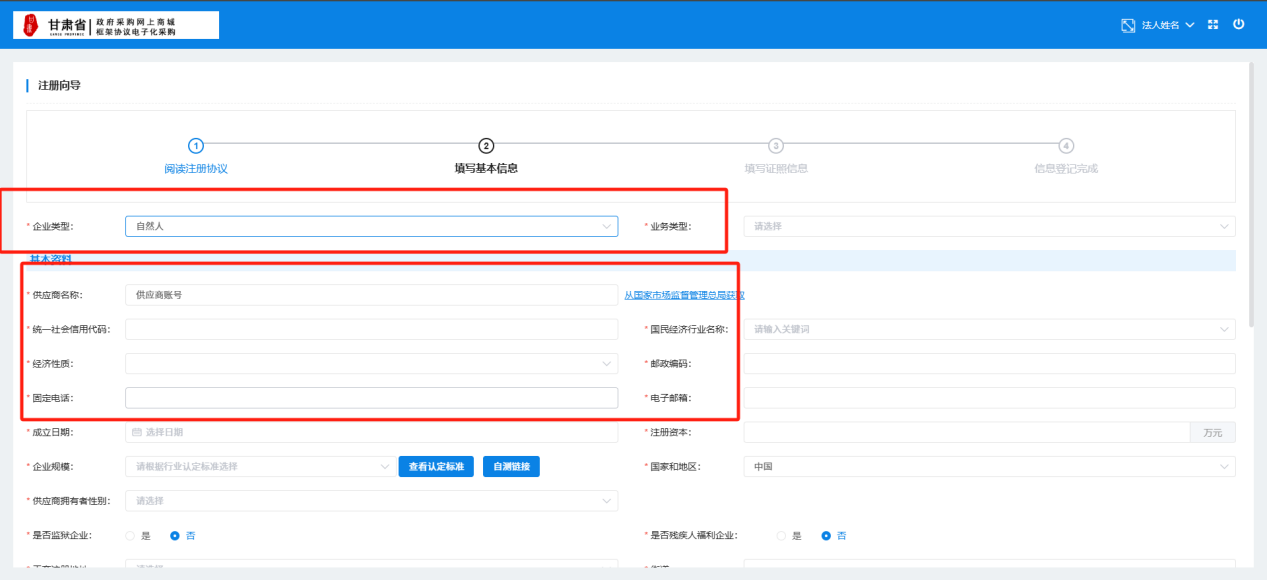 甘肃省 政府采购网上商城
GANSU PROVINCE 框架协议电子化采购
法人姓名
注册向导
1 2 3 4
阅读注册协议 填写基本信息 填写证照信息 信息登记完成
* 企业类型: 自然人 * 业务类型: 请选择
基本资料
* 供应商名称: 供应商账号 从国家市场监督管理总局获取
* 统一社会信用代码: * 国民经济行业名称: 请输入关键词
* 经济性质: * 邮政编码:
* 固定电话: * 电子邮箱:
* 成立日期: 选择日期 * 注册资本: 万元
* 企业规模: 请根据行业认定标准选择 查看认定标准 自测链接 * 国家和地区: 中国
* 供应商拥有者性别: 请选择
* 是否监狱企业: 是 否 * 是否残疾人福利企业: 是 否